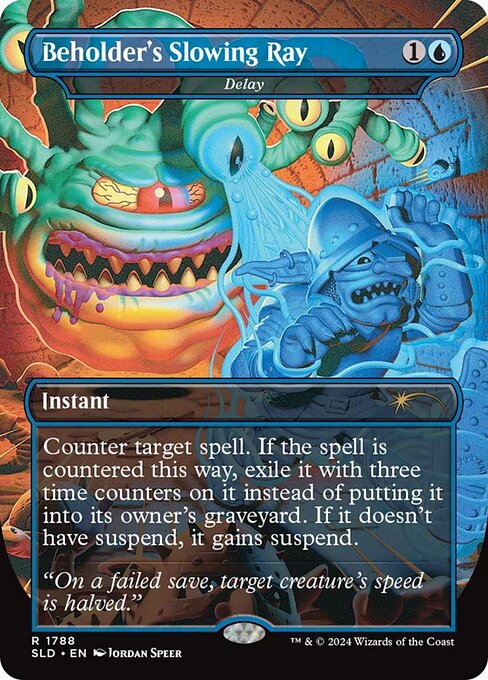 Beholder's Slowing Ray 1
Delay
Instant
Counter target spell. If the spell is
countered this way, exile it with three
time counters on it instead of putting it
into its owner's graveyard. If it doesn't
have suspend, it gains suspend.
“On a failed save, target creature's speed
is halved.”
R 1788
SLD • EN JORDAN SPEER
™ & © 2024 Wizards of the Coast